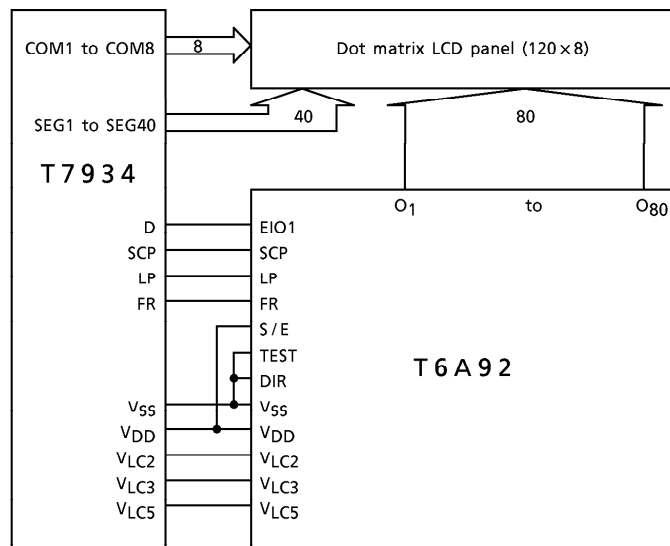 COM1 to COM8
8
Dot matrix LCD panel (120×8)
SEG1 to SEG40
40
80
T7934
O1 to O80
D
EIO1
SCP
SCP
LP
LP
FR
FR
S/E
TEST
T6A92
DIR
VSS
VSS
VDD
VDD
VLC2
VLC2
VLC3
VLC3
VLC5
VLC5